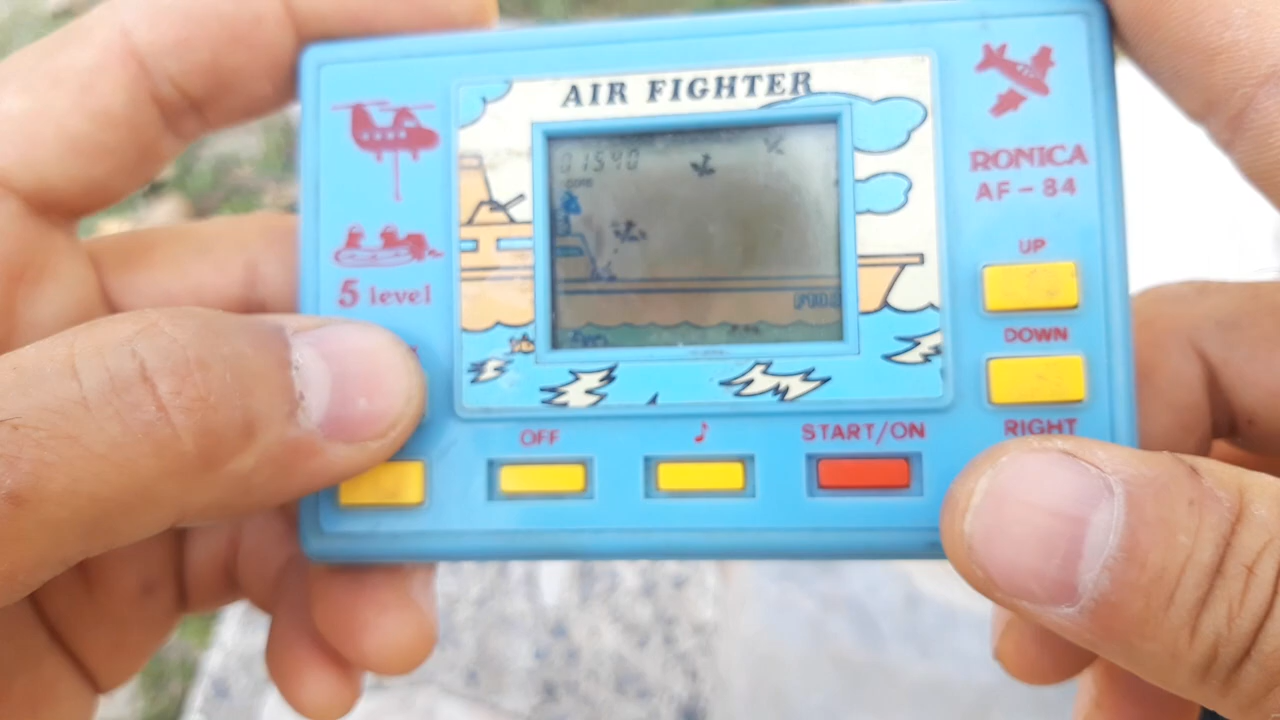 AIR FIGHTER
01590
RONICA
AF-84
UP
5 level
DOWN
RIGHT
OFF
♪
START/ON